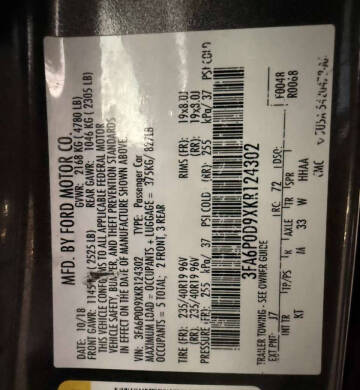 MFD. BY FORD MOTOR CO.
DATE: 10/18 GVWR: 2168 KG ( 4780 LB)
FRONT GAWR: 1145 KG ( 2525 LB) REAR GAWR: 1046 KG ( 2305 LB)
THIS VEHICLE CONFORMS TO ALL APPLICABLE FEDERAL MOTOR
VEHICLE SAFETY, BUMPER, AND THEFT PREVENTION STANDARDS
IN EFFECT ON THE DATE OF MANUFACTURE SHOWN ABOVE.
VIN: 3FA6P0D9XKR124302 TYPE: Passenger Car
MAXIMUM LOAD = OCCUPANTS + LUGGAGE = 375KG/ 827LB
OCCUPANTS = 5 TOTAL: 2 FRONT, 3 REAR
TIRE (FR): 235/40R19 96V RIMS (FR): 19x8.0J
TIRE (RR): 235/40R19 96V (RR): 19x8.0J
PRESSURE (FR): 255 kPa/ 37 PSI COLD (RR): 255 kPa/ 37 PSI COLD
3FA6P0D9XKR124302
F0048
R0068
TRAILER TOWING - SEE OWNER GUIDE
EXT PNT: J7 RC: 72 DSO:
INT TR TP/PS R AXLE TR SPR
KT M 33 W HHAA